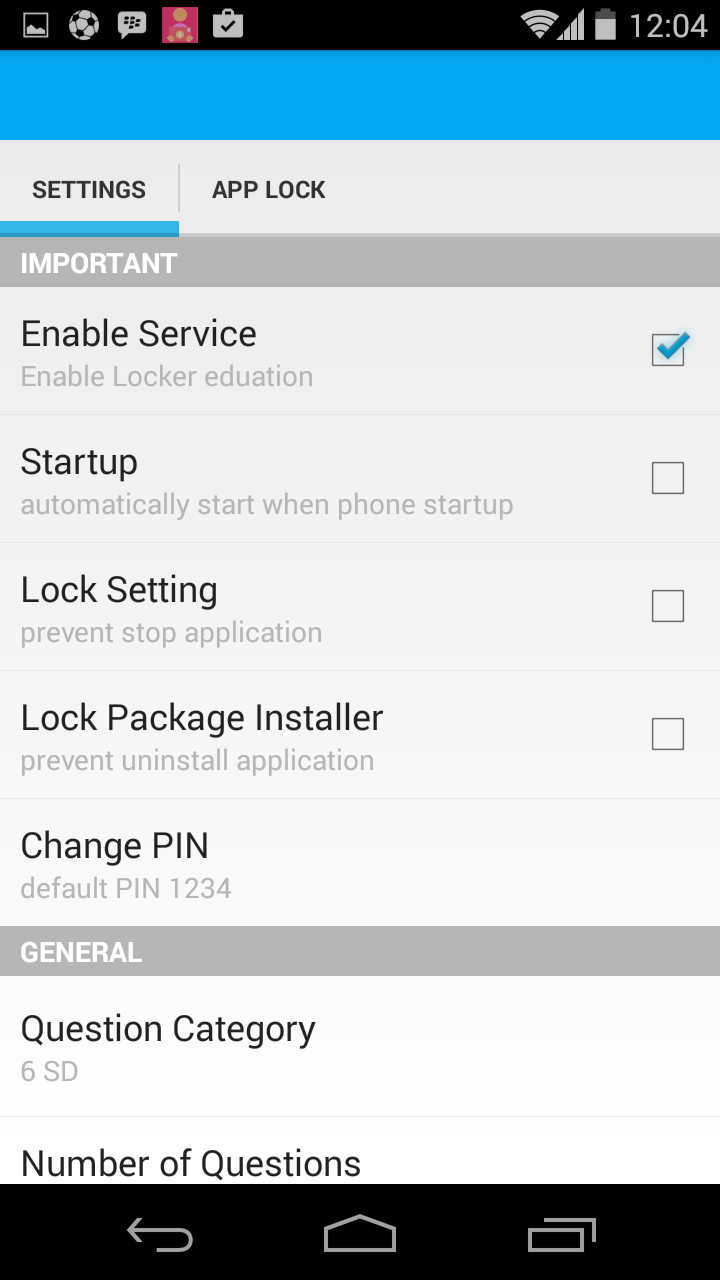 12:04
SETTINGS
APP LOCK
IMPORTANT
Enable Service
Enable Locker eduation
Startup
automatically start when phone startup
Lock Setting
prevent stop application
Lock Package Installer
prevent uninstall application
Change PIN
default PIN 1234
GENERAL
Question Category
6 SD
Number of Questions